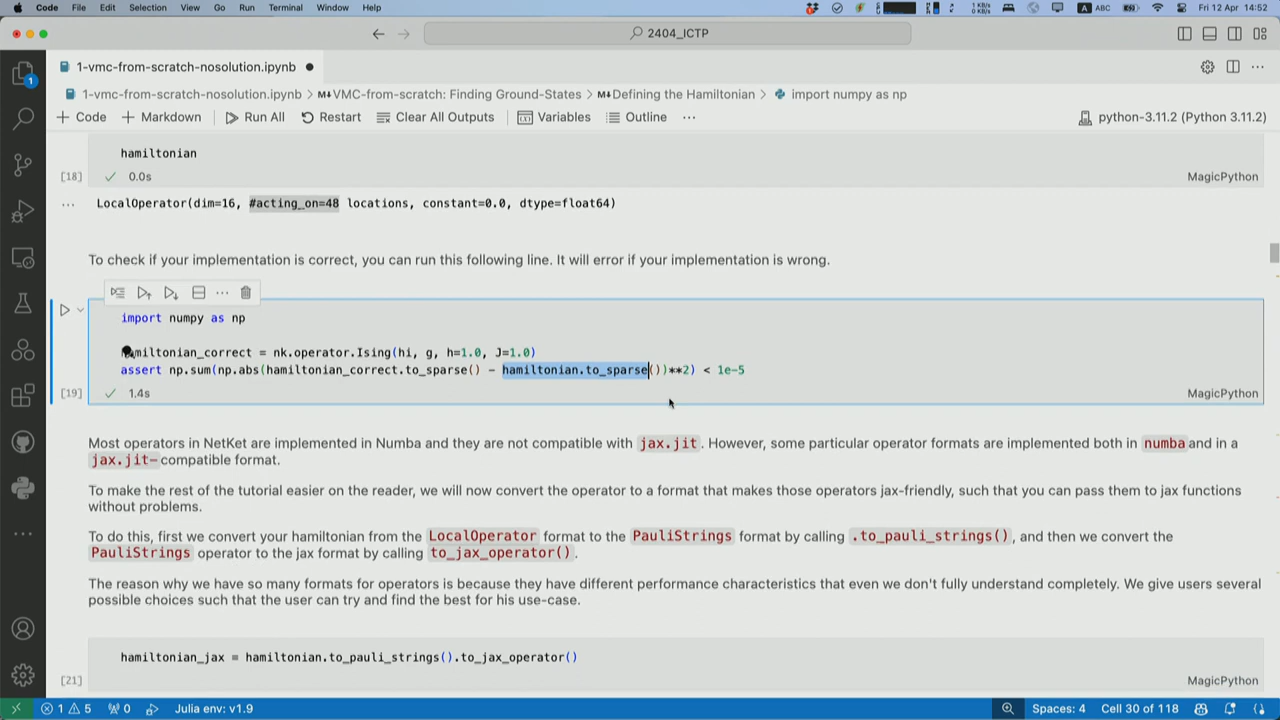 Code File Edit Selection View Go Run Terminal Window Help
A ABC
Fri 12 Apr 14:52
2404_ICTP
1-vmc-from-scratch-nosolution.ipynb
1-vmc-from-scratch-nosolution.ipynb > M↓VMC-from-scratch: Finding Ground-States > M↓Defining the Hamiltonian > import numpy as np
+ Code + Markdown Run All Restart Clear All Outputs Variables Outline ... python-3.11.2 (Python 3.11.2)
hamiltonian
[18] ✓ 0.0s MagicPython
... LocalOperator(dim=16, #acting_on=48 locations, constant=0.0, dtype=float64)
To check if your implementation is correct, you can run this following line. It will error if your implementation is wrong.
import numpy as np
amiltonian_correct = nk.operator.Ising(hi, g, h=1.0, J=1.0)
assert np.sum(np.abs(hamiltonian_correct.to_sparse() - hamiltonian.to_sparse())**2) < 1e-5
[19] ✓ 1.4s MagicPython
Most operators in NetKet are implemented in Numba and they are not compatible with jax.jit. However, some particular operator formats are implemented both in numba and in a
jax.jit-compatible format.
To make the rest of the tutorial easier on the reader, we will now convert the operator to a format that makes those operators jax-friendly, such that you can pass them to jax functions
without problems.
To do this, first we convert your hamiltonian from the LocalOperator format to the PauliStrings format by calling .to_pauli_strings(), and then we convert the
PauliStrings operator to the jax format by calling to_jax_operator().
The reason why we have so many formats for operators is because they have different performance characteristics that even we don't fully understand completely. We give users several
possible choices such that the user can try and find the best for his use-case.
hamiltonian_jax = hamiltonian.to_pauli_strings().to_jax_operator()
[21] MagicPython
1 5 0 Julia env: v1.9 Spaces: 4 Cell 30 of 118